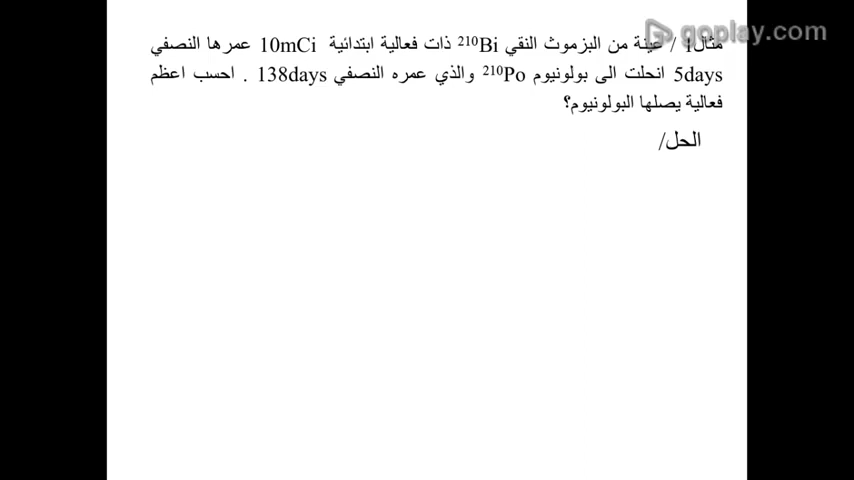 goplay.com
مثال1 / عينة من البزموث النقي ²¹⁰Bi ذات فعالية ابتدائية 10mCi عمرها النصفي
5days انحلت الى بولونيوم ²¹⁰Po والذي عمره النصفي 138days . احسب اعظم
فعالية يصلها البولونيوم؟
الحل/